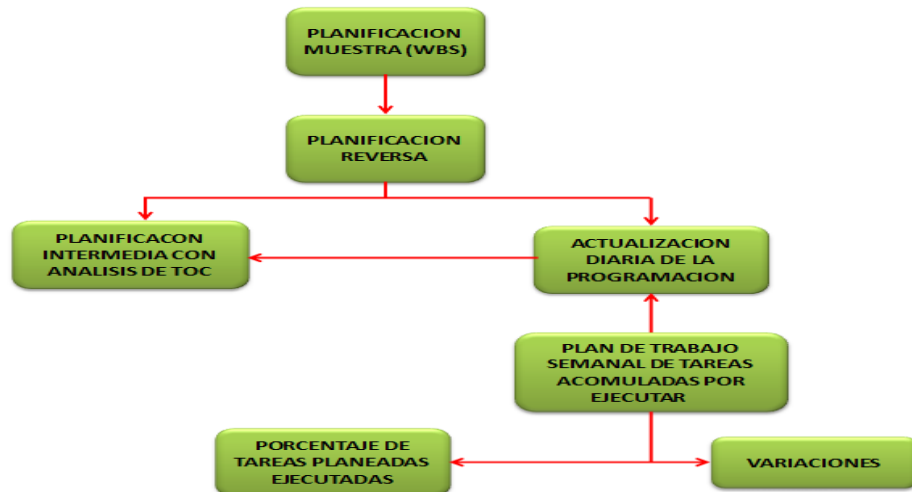 PLANIFICACION
MUESTRA (WBS)
PLANIFICACION
REVERSA
PLANIFICACON
INTERMEDIA CON
ANALISIS DE TOC
ACTUALIZACION
DIARIA DE LA
PROGRAMACION
PLAN DE TRABAJO
SEMANAL DE TAREAS
ACOMULADAS POR
EJECUTAR
PORCENTAJE DE
TAREAS PLANEADAS
EJECUTADAS
VARIACIONES